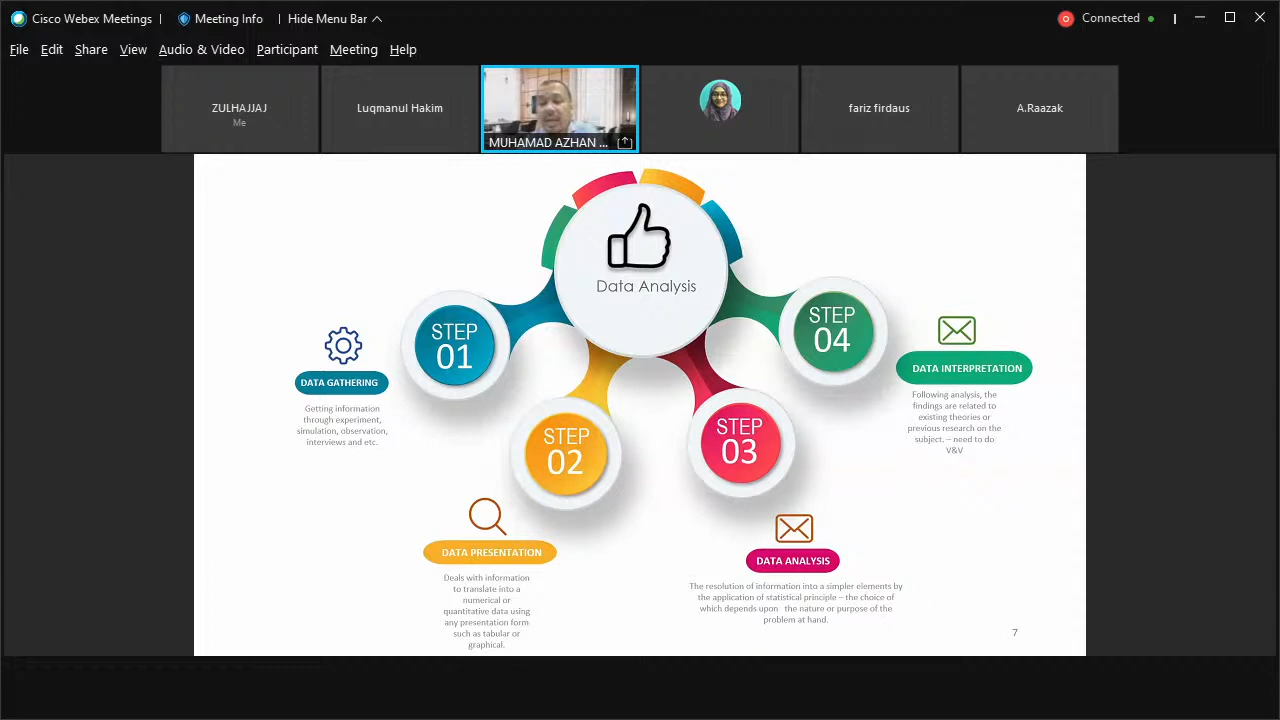 Cisco Webex Meetings | Meeting Info | Hide Menu Bar
Connected
File Edit Share View Audio & Video Participant Meeting Help
ZULHAJJAJ
Me
Luqmanul Hakim
MUHAMAD AZHAN ...
fariz firdaus
A.Raazak
Data Analysis
STEP
01
DATA GATHERING
Getting information
through experiment,
simulation, observation,
interviews and etc.
STEP
02
DATA PRESENTATION
Deals with information
to translate into a
numerical or
quantitative data using
any presentation form
such as tabular or
graphical.
STEP
03
DATA ANALYSIS
The resolution of information into a simpler elements by
the application of statistical principle – the choice of
which depends upon the nature or purpose of the
problem at hand.
STEP
04
DATA INTERPRETATION
Following analysis, the
findings are related to
existing theories or
previous research on the
subject. – need to do
V&V
7